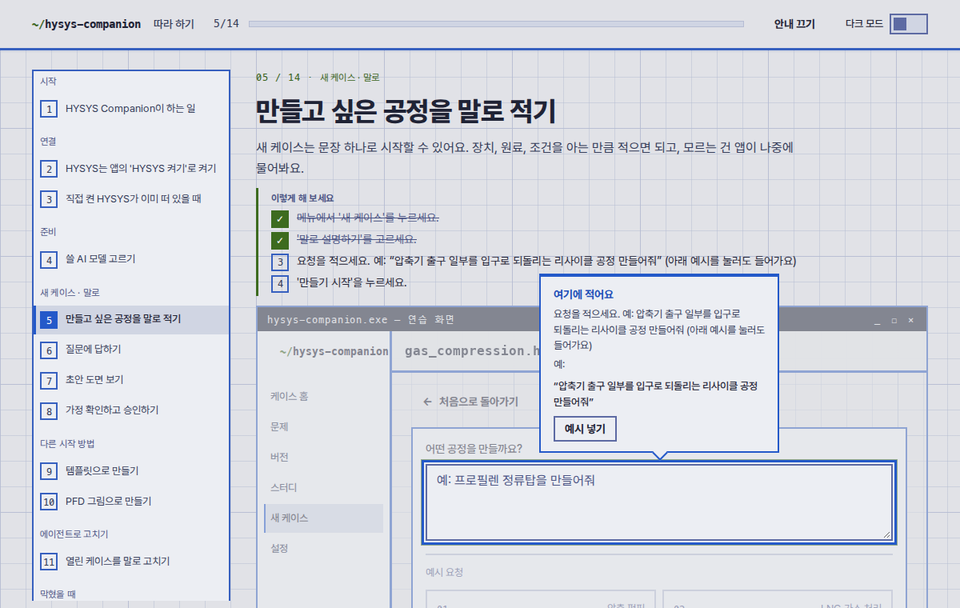 ~/hysys-companion 따라 하기 5/14 안내 끄기 다크 모드
시작
1 HYSYS Companion이 하는 일
연결
2 HYSYS는 앱의 'HYSYS 켜기'로 켜기
3 직접 켠 HYSYS가 이미 떠 있을 때
준비
4 쓸 AI 모델 고르기
새 케이스 · 말로
5 만들고 싶은 공정을 말로 적기
6 질문에 답하기
7 초안 도면 보기
8 가정 확인하고 승인하기
다른 시작 방법
9 템플릿으로 만들기
10 PFD 그림으로 만들기
에이전트로 고치기
11 열린 케이스를 말로 고치기
막혔을 때
05 / 14 · 새 케이스 · 말로
만들고 싶은 공정을 말로 적기
새 케이스는 문장 하나로 시작할 수 있어요. 장치, 원료, 조건을 아는 만큼 적으면 되고, 모르는 건 앱이 나중에
물어봐요.
이렇게 해 보세요
✓ 메뉴에서 '새 케이스'를 누르세요.
✓ '말로 설명하기'를 고르세요.
3 요청을 적으세요. 예: “압축기 출구 일부를 입구로 되돌리는 리사이클 공정 만들어줘” (아래 예시를 눌러도 들어가요)
4 '만들기 시작'을 누르세요.
hysys-companion.exe — 연습 화면
~/hysys-companion
gas_compression.h
케이스 홈
문제
버전
스터디
새 케이스
설정
← 처음으로 돌아가기
여기에 적어요
요청을 적으세요. 예: 압축기 출구 일부를 입구로
되돌리는 리사이클 공정 만들어줘 (아래 예시를 눌러도
들어가요)
예:
“압축기 출구 일부를 입구로 되돌리는 리사이클 공정
만들어줘”
예시 넣기
어떤 공정을 만들까요?
예: 프로필렌 정류탑을 만들어줘
예시 요청